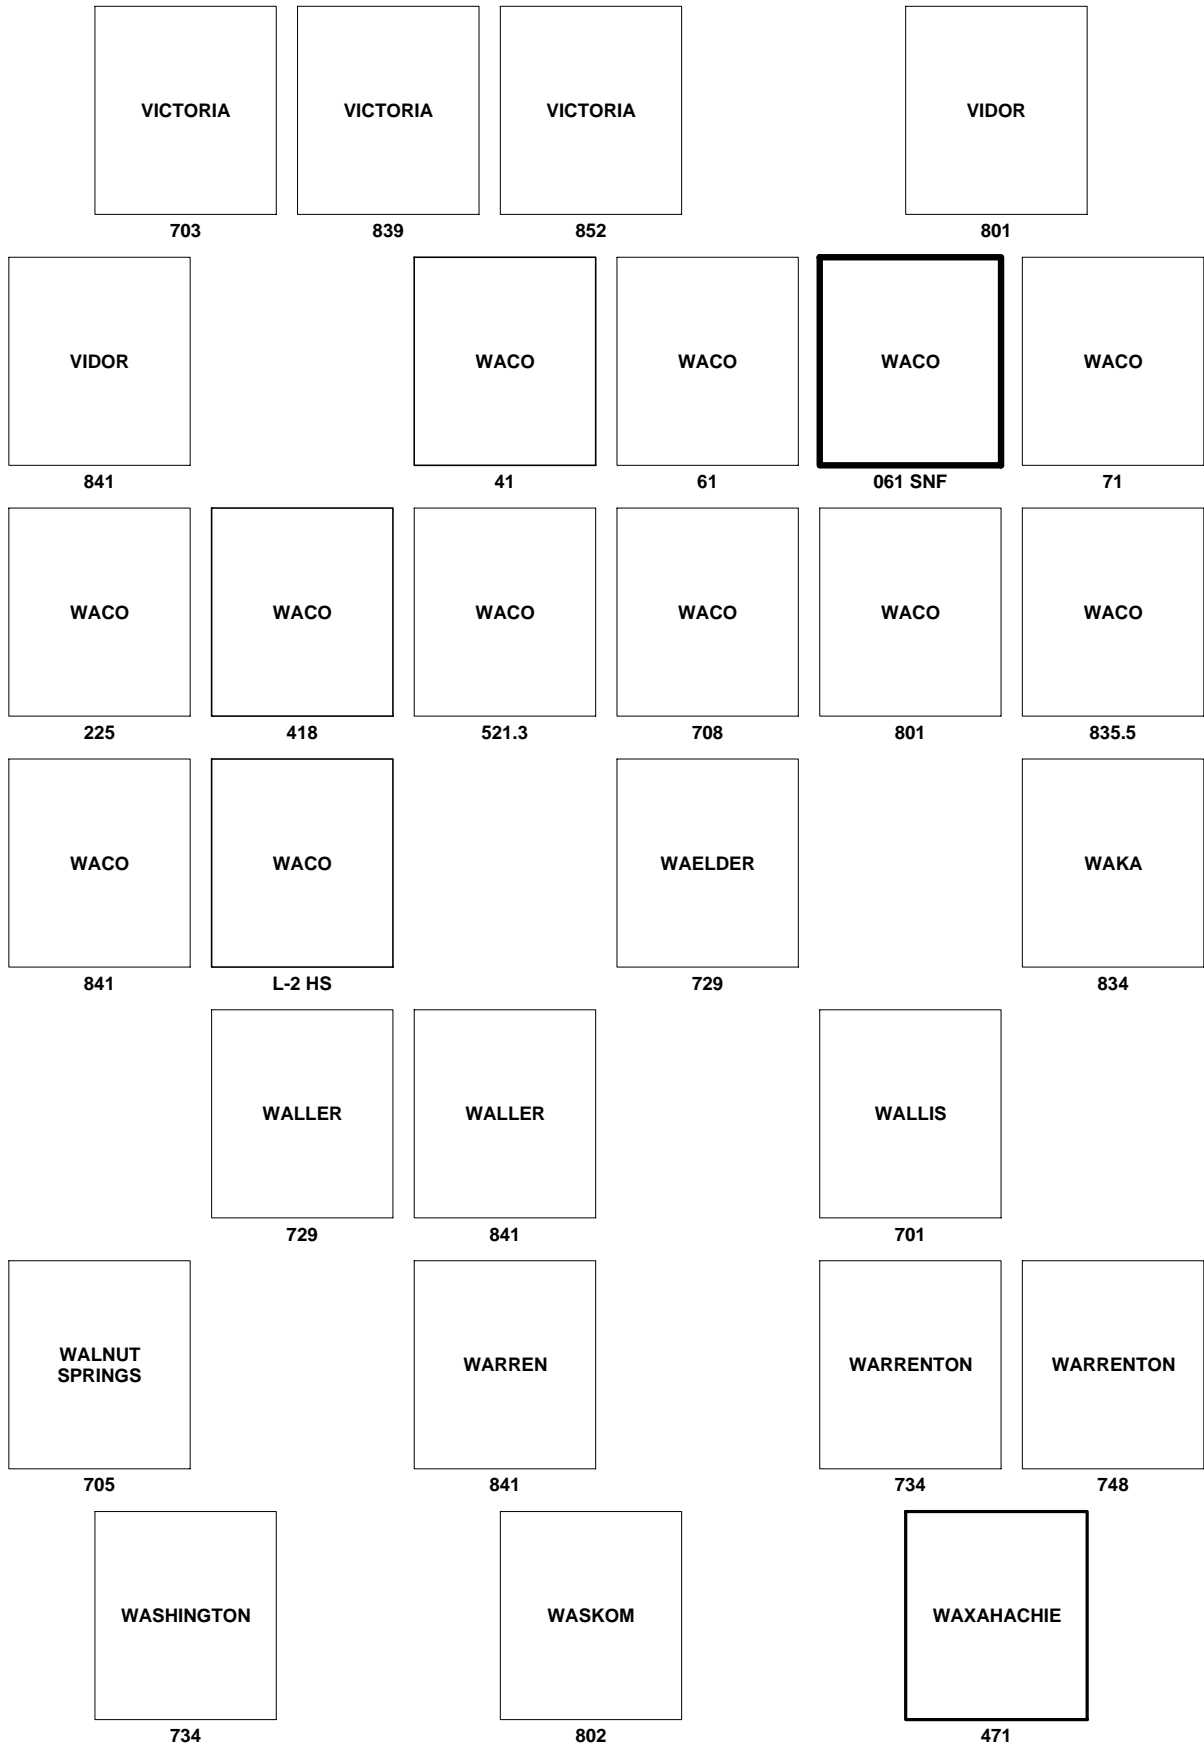 VICTORIA
VICTORIA
VICTORIA
VIDOR
703
839
852
801
VIDOR
WACO
WACO
WACO
WACO
841
41
61
061 SNF
71
WACO
WACO
WACO
WACO
WACO
WACO
225
418
521.3
708
801
835.5
WACO
WACO
WAELDER
WAKA
841
L-2 HS
729
834
WALLER
WALLER
WALLIS
729
841
701
WALNUT
SPRINGS
WARREN
WARRENTON
WARRENTON
705
841
734
748
WASHINGTON
WASKOM
WAXAHACHIE
734
802
471